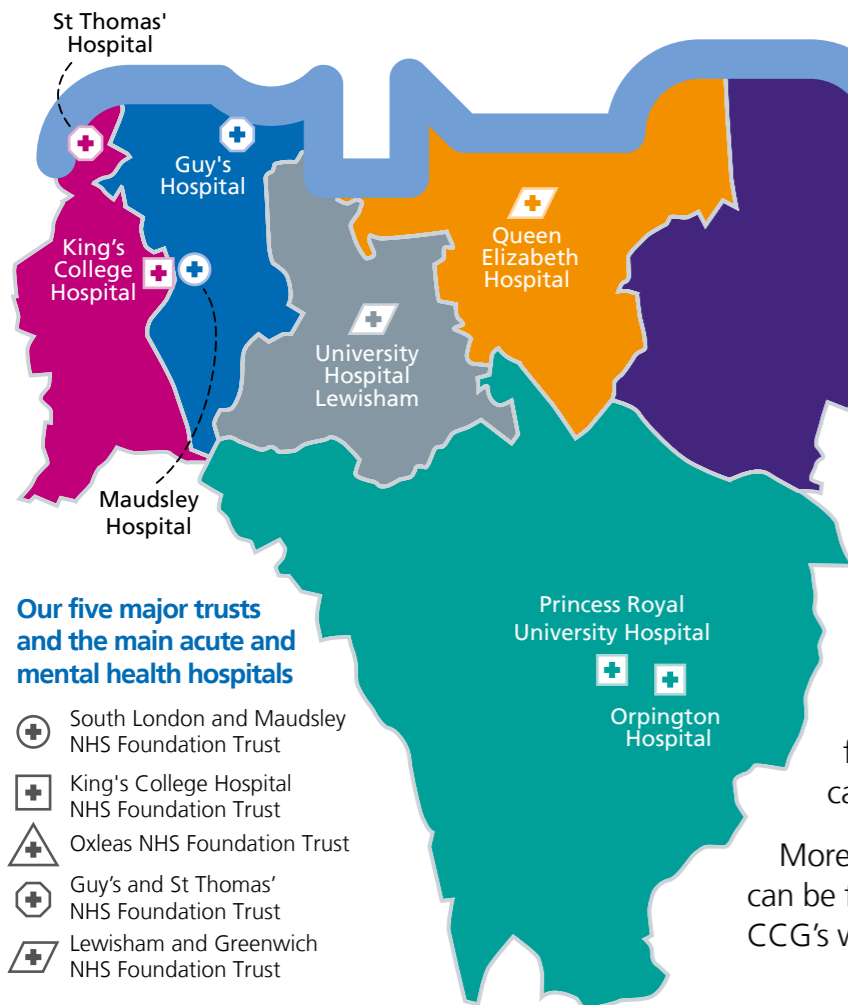 St Thomas'
Hospital
Guy's
Hospital
King's
College
Hospital
Queen
Elizabeth
Hospital
University
Hospital
Lewisham
Maudsley
Hospital
Princess Royal
University Hospital
Orpington
Hospital
Our five major trusts
and the main acute and
mental health hospitals
South London and Maudsley
NHS Foundation Trust
King's College Hospital
NHS Foundation Trust
Oxleas NHS Foundation Trust
Guy's and St Thomas'
NHS Foundation Trust
Lewisham and Greenwich
NHS Foundation Trust
More
can be
CCG's